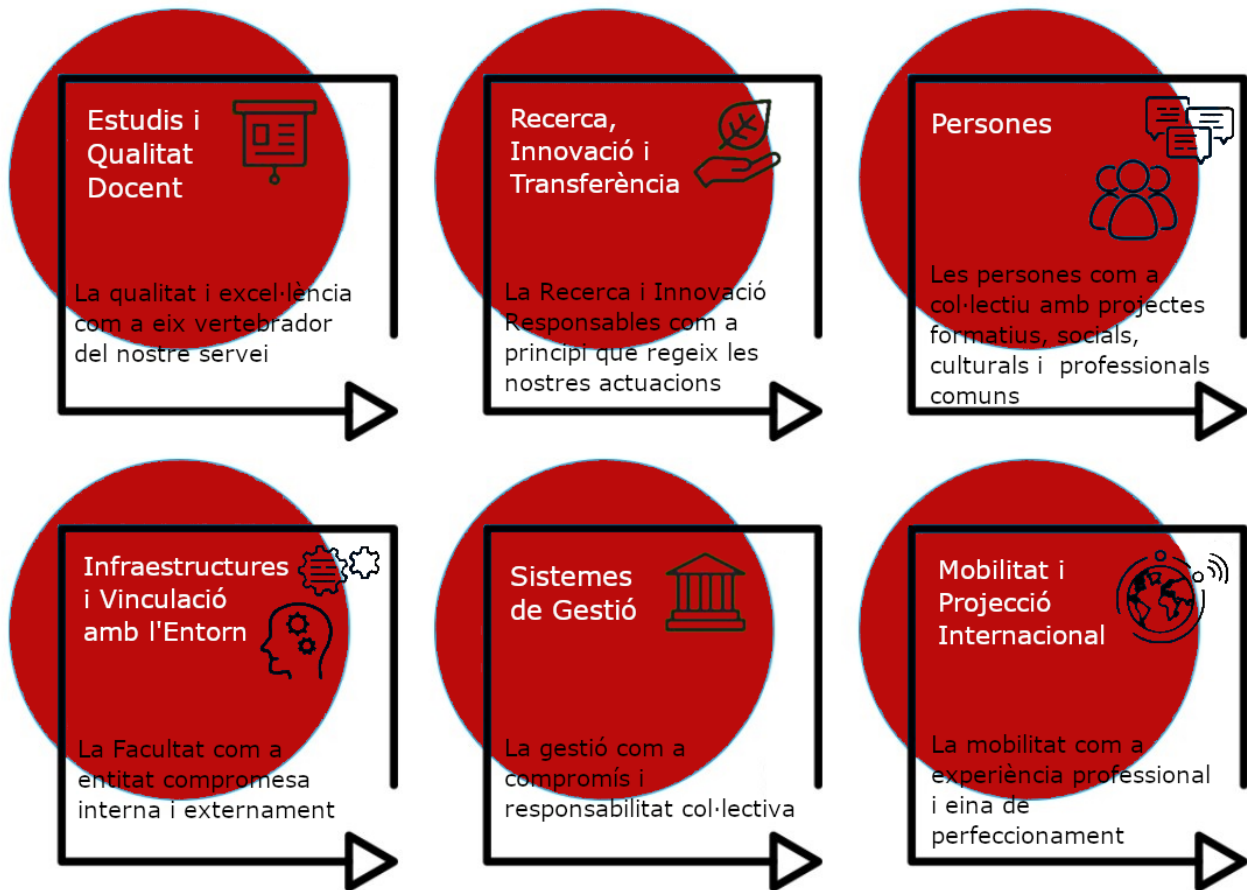 Estudis i
Qualitat
Docent
La qualitat i excel·lència
com a eix vertebrador
del nostre servei
Recerca,
Innovació i
Transferència
La Recerca i Innovació
Responsables com a
principi que regeix les
nostres actuacions
Persones
Les persones com a
col·lectiu amb projectes
formatius, socials,
culturals i  professionals
comuns
Infraestructures
i Vinculació
amb l'Entorn
La Facultat com a
entitat compromesa
interna i externament
Sistemes
de Gestió
La gestió com a
compromís i
responsabilitat col·lectiva
Mobilitat i
Projecció
Internacional
La mobilitat com a
experiència professional
i eina de
perfeccionament